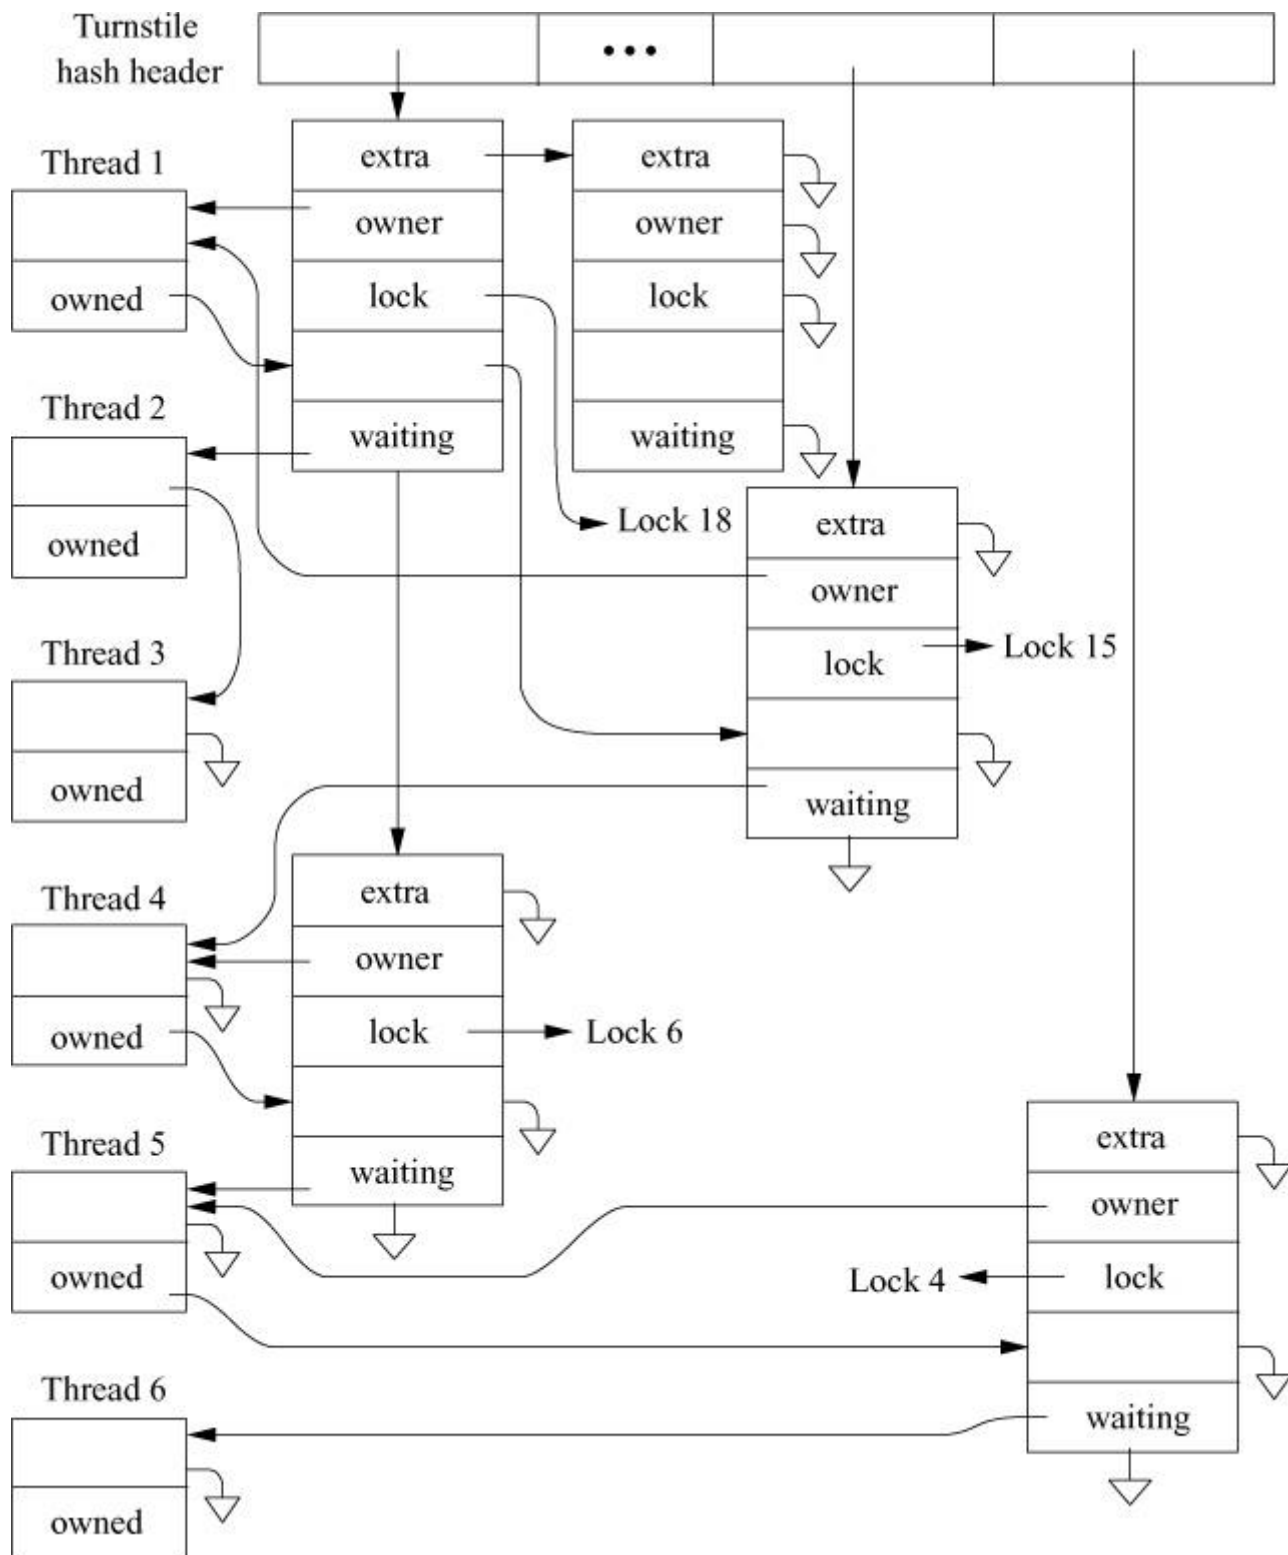 Turnstile
hash header
•••
Thread 1
owned
extra
owner
lock
waiting
extra
owner
lock
waiting
Thread 2
owned
Lock 18
extra
owner
lock
waiting
Lock 15
Thread 3
owned
Thread 4
owned
extra
owner
lock
waiting
Lock 6
Thread 5
owned
extra
owner
lock
waiting
Lock 4
Thread 6
owned